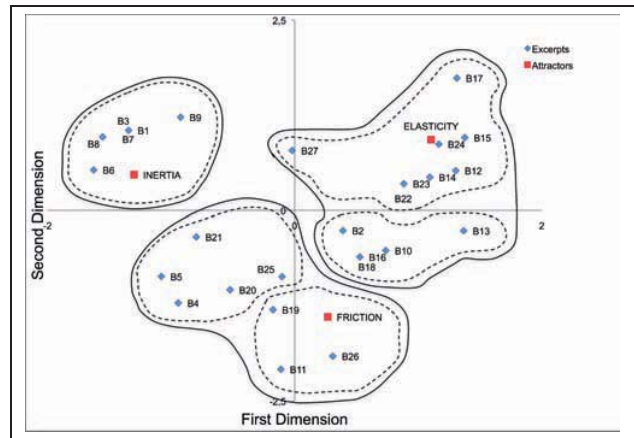 2,5
Excerpts
Attractors
B17
B3
B9
B1
B8
B7
ELASTICITY
B15
B24
B27
B6
INERTIA
B12
B14
B23
B22
-2
0
0
2
B2
B13
B21
B10
B16
B18
B5
B25
B20
B4
B19
FRICTION
B26
B11
-2,5
Second Dimension
First Dimension